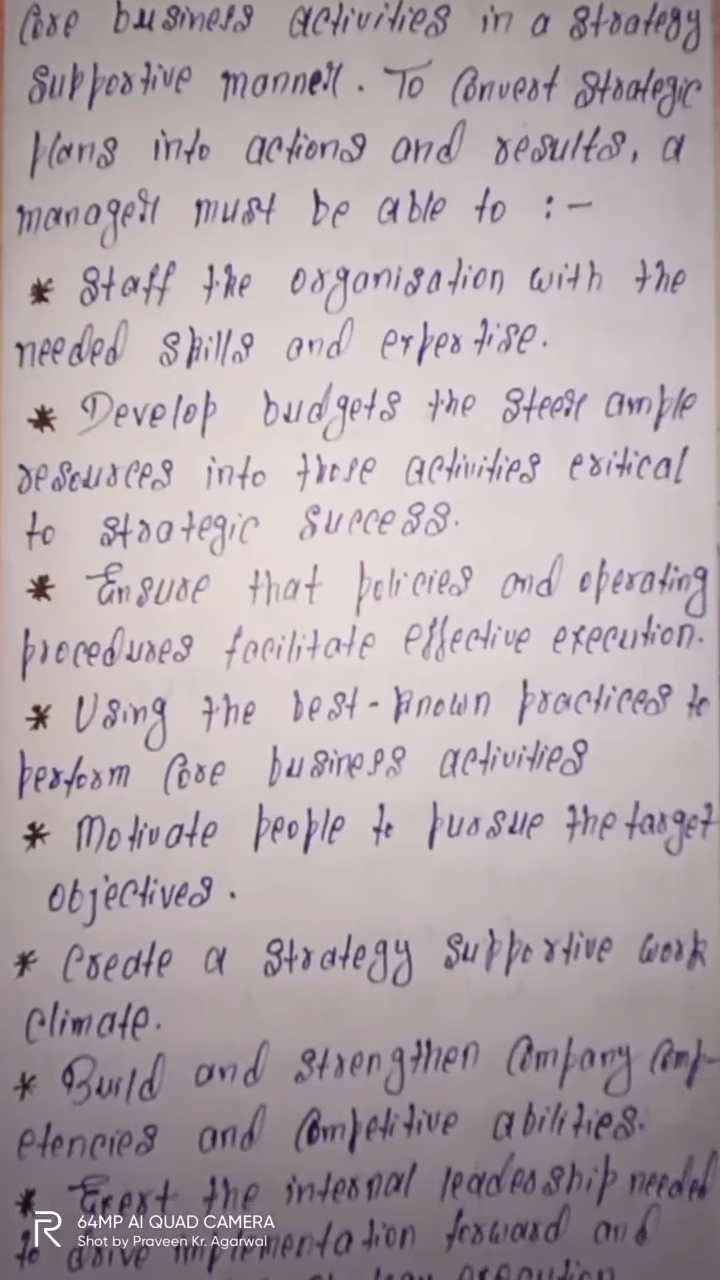 Core business activities in a strategy
supportive manner. To Convert Strategic
plans into actions and results, a
manager must be able to :-
* Staff the organisation with the
needed skills and expertise.
* Develop budgets the steer ample
resources into those activities critical
to strategic success.
* Ensure that policies and operating
procedures facilitate effective execution.
* Using the best-known practices to
perform Core business activities
* Motivate people to pursue the target
objectives.
* Create a strategy supportive work
Climate.
* Build and strengthen Company Comp-
etencies and Competitive abilities.
* Exert the internal leadership needed
to drive implementation forward and
execution
64MP AI QUAD CAMERA
Shot by Praveen Kr. Agarwal